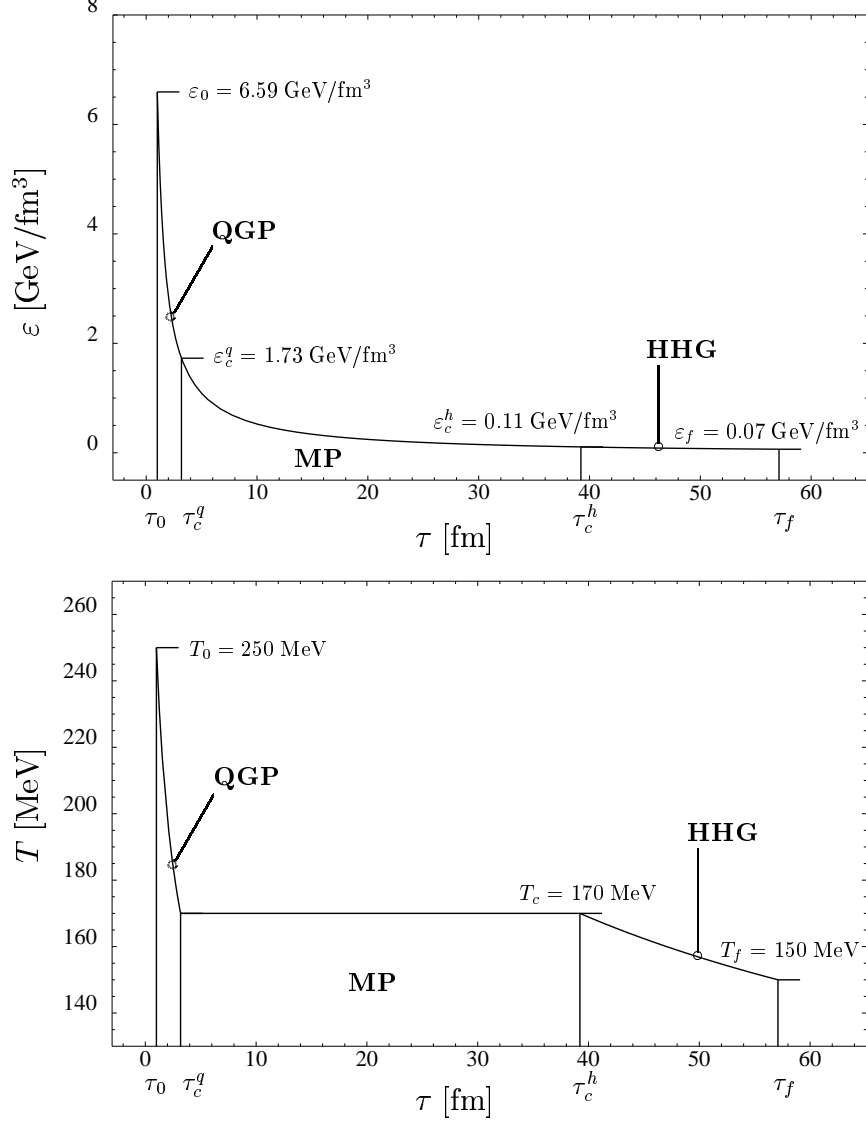 8
ε₀ = 6.59 GeV/fm³
6
QGP
4
ε [GeV/fm³]
2
ε_c^q = 1.73 GeV/fm³
HHG
ε_c^h = 0.11 GeV/fm³
ε_f = 0.07 GeV/fm³
0
MP
0 10 20 30 40 50 60
τ₀ τ_c^q τ_c^h τ_f
τ [fm]
260
T₀ = 250 MeV
240
220
QGP
T [MeV]
200
HHG
180
T_c = 170 MeV
160
T_f = 150 MeV
MP
140
0 10 20 30 40 50 60
τ₀ τ_c^q τ_c^h τ_f
τ [fm]